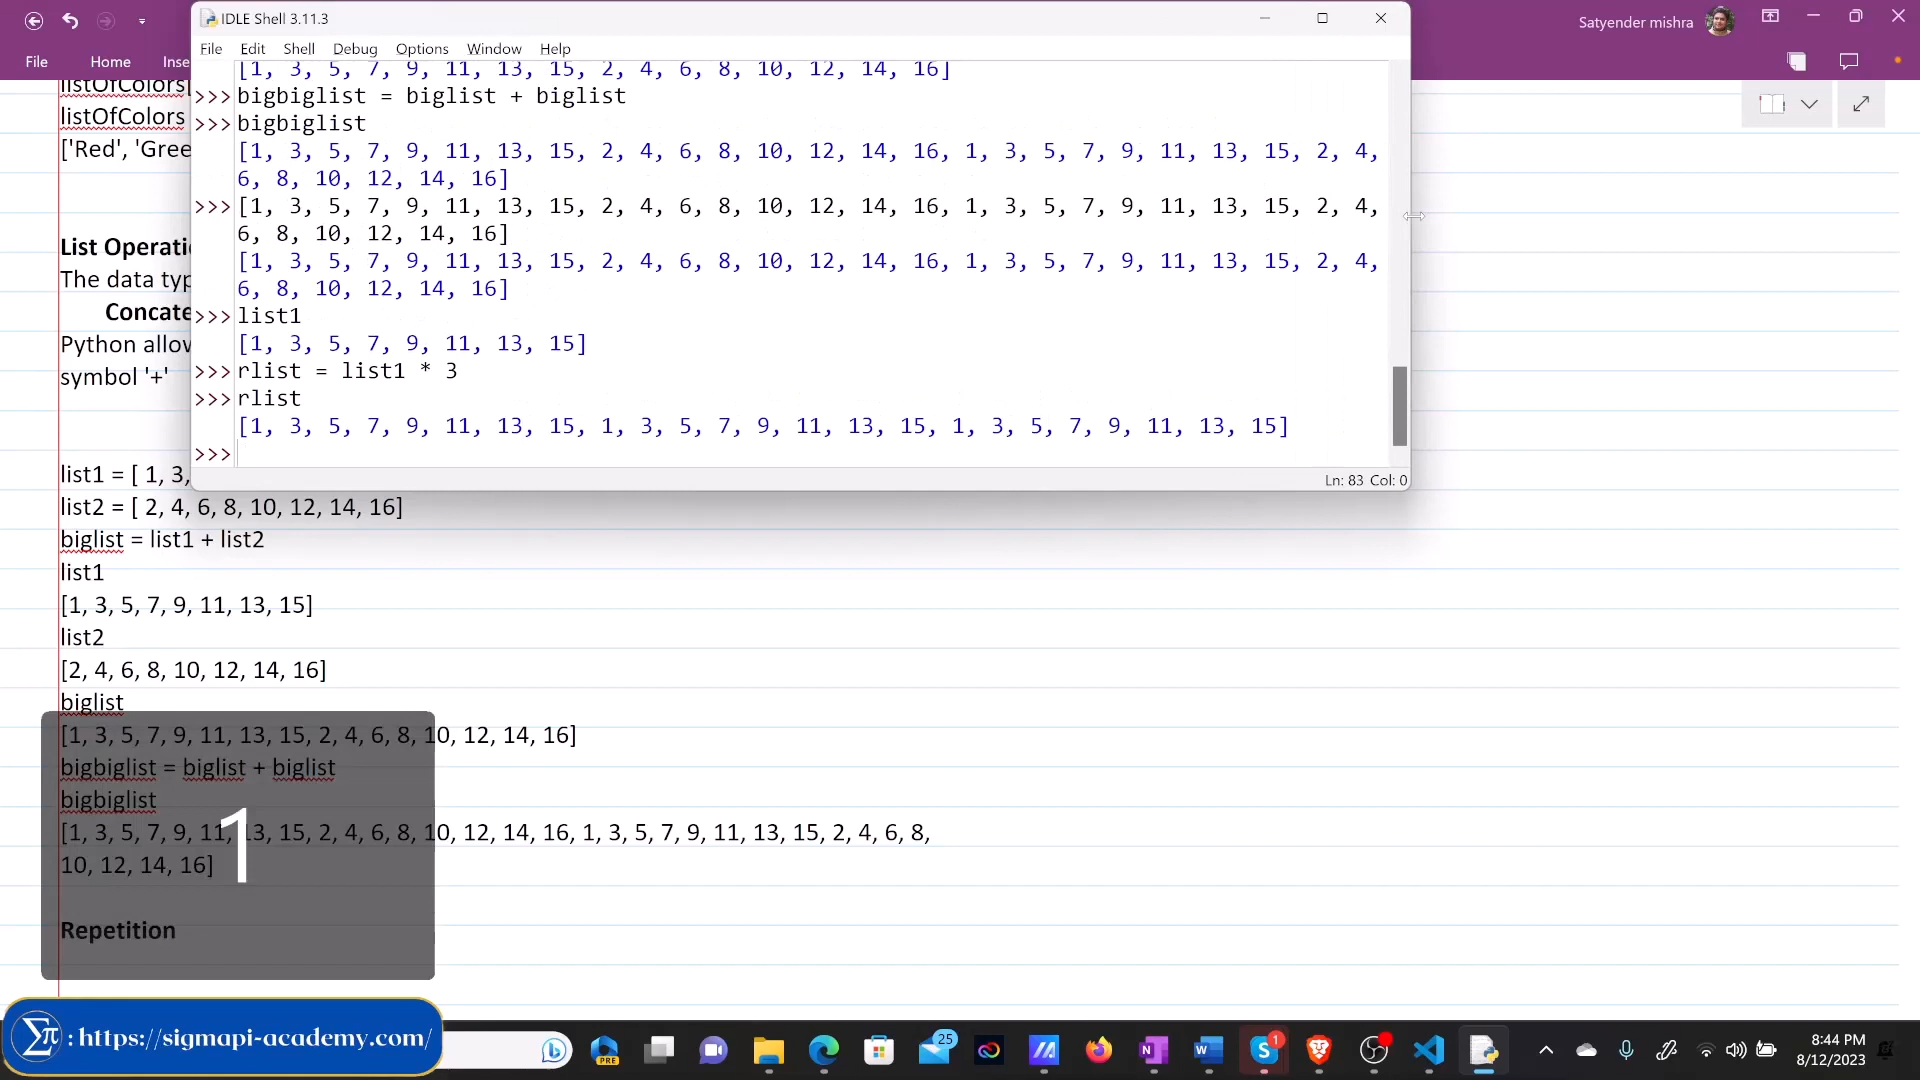 IDLE Shell 3.11.3
Satyender mishra
File Edit Shell Debug Options Window Help
File Home Inse
[1, 3, 5, 7, 9, 11, 13, 15, 2, 4, 6, 8, 10, 12, 14, 16]
>>> bigbiglist = biglist + biglist
>>> bigbiglist
[1, 3, 5, 7, 9, 11, 13, 15, 2, 4, 6, 8, 10, 12, 14, 16, 1, 3, 5, 7, 9, 11, 13, 15, 2, 4,
6, 8, 10, 12, 14, 16]
>>> [1, 3, 5, 7, 9, 11, 13, 15, 2, 4, 6, 8, 10, 12, 14, 16, 1, 3, 5, 7, 9, 11, 13, 15, 2, 4,
6, 8, 10, 12, 14, 16]
[1, 3, 5, 7, 9, 11, 13, 15, 2, 4, 6, 8, 10, 12, 14, 16, 1, 3, 5, 7, 9, 11, 13, 15, 2, 4,
6, 8, 10, 12, 14, 16]
>>> list1
[1, 3, 5, 7, 9, 11, 13, 15]
>>> rlist = list1 * 3
>>> rlist
[1, 3, 5, 7, 9, 11, 13, 15, 1, 3, 5, 7, 9, 11, 13, 15, 1, 3, 5, 7, 9, 11, 13, 15]
>>>
Ln: 83 Col: 0
listOfColors[
listOfColors
['Red', 'Gree
List Operati
The data typ
Concate
Python allow
symbol '+'
list1 = [ 1, 3,
list2 = [ 2, 4, 6, 8, 10, 12, 14, 16]
biglist = list1 + list2
list1
[1, 3, 5, 7, 9, 11, 13, 15]
list2
[2, 4, 6, 8, 10, 12, 14, 16]
biglist
[1, 3, 5, 7, 9, 11, 13, 15, 2, 4, 6, 8, 10, 12, 14, 16]
bigbiglist = biglist + biglist
bigbiglist
[1, 3, 5, 7, 9, 11, 13, 15, 2, 4, 6, 8, 10, 12, 14, 16, 1, 3, 5, 7, 9, 11, 13, 15, 2, 4, 6, 8,
10, 12, 14, 16]
1
Repetition
Σπ : https://sigmapi-academy.com/
PRE
25
N
W
S
1
8:44 PM
8/12/2023